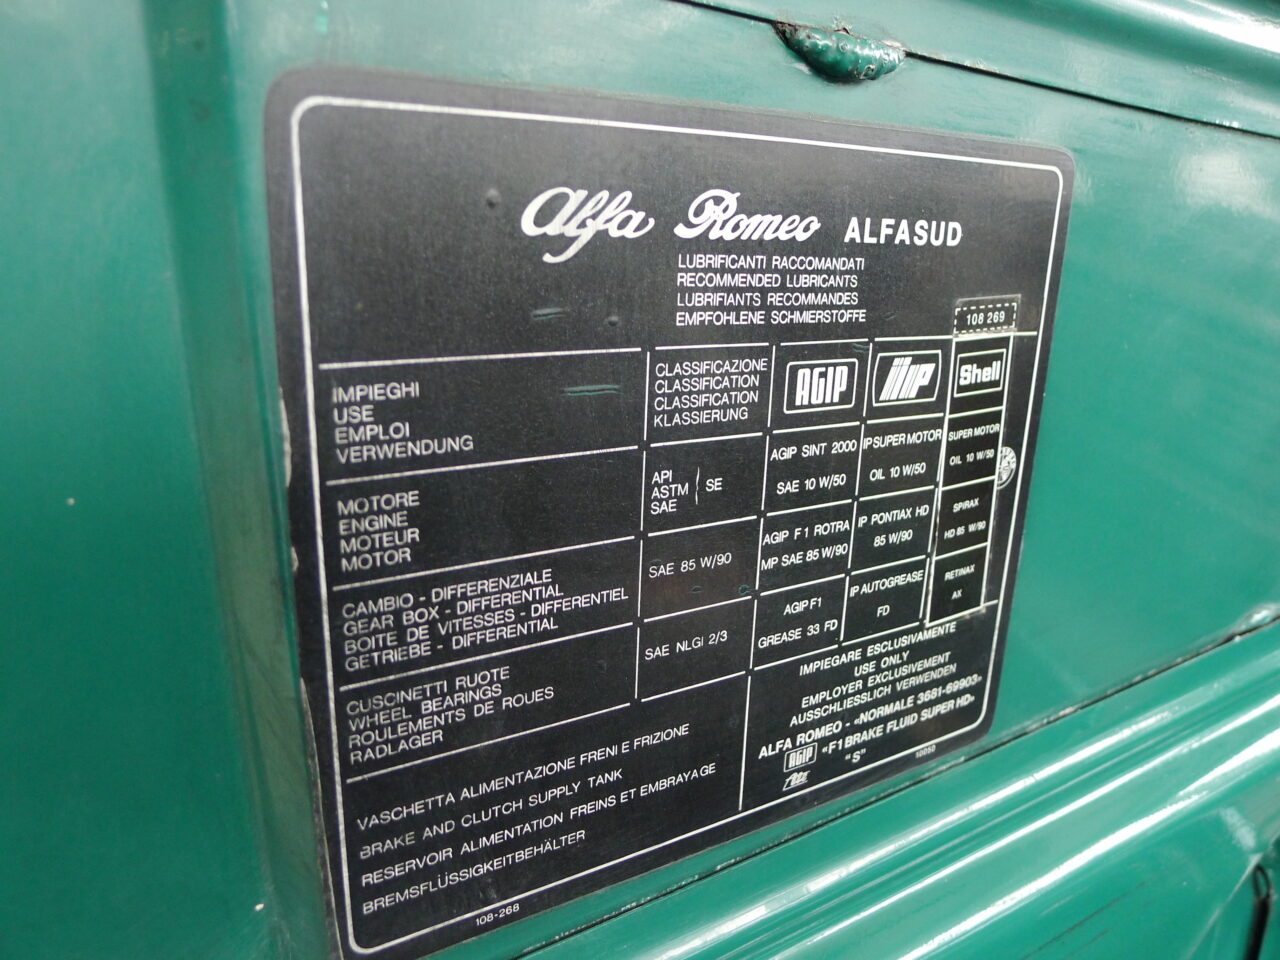 Alfa Romeo ALFASUD
LUBRIFICANTI RACCOMANDATI
RECOMMENDED LUBRICANTS
LUBRIFIANTS RECOMMANDES
EMPFOHLENE SCHMIERSTOFFE
108 269
IMPIEGHI
USE
EMPLOI
VERWENDUNG
CLASSIFICAZIONE
CLASSIFICATION
CLASSIFICATION
KLASSIERUNG
AGIP
IP
Shell
MOTORE
ENGINE
MOTEUR
MOTOR
API
ASTM
SAE
SE
AGIP SINT 2000
SAE 10 W/50
IP SUPER MOTOR
OIL 10 W/50
SUPER MOTOR
OIL 10 W/50
CAMBIO - DIFFERENZIALE
GEAR BOX - DIFFERENTIAL
BOITE DE VITESSES - DIFFERENTIEL
GETRIEBE - DIFFERENTIAL
SAE 85 W/90
AGIP F1 ROTRA
MP SAE 85 W/90
IP PONTIAX HD
85 W/90
SPIRAX
HD 85 W/90
CUSCINETTI RUOTE
WHEEL BEARINGS
ROULEMENTS DE ROUES
RADLAGER
SAE NLGI 2/3
AGIP F1
GREASE 33 FD
IP AUTOGREASE
FD
RETINAX
AX
VASCHETTA ALIMENTAZIONE FRENI E FRIZIONE
BRAKE AND CLUTCH SUPPLY TANK
RESERVOIR ALIMENTATION FREINS ET EMBRAYAGE
BREMSFLÜSSIGKEITBEHÄLTER
IMPIEGARE ESCLUSIVAMENTE
USE ONLY
EMPLOYER EXCLUSIVEMENT
AUSSCHLIESSLICH VERWENDEN
ALFA ROMEO - «NORMALE 3681-69903»
AGIP "F1 BRAKE FLUID SUPER HD"
Ate "S"
10050
108-268